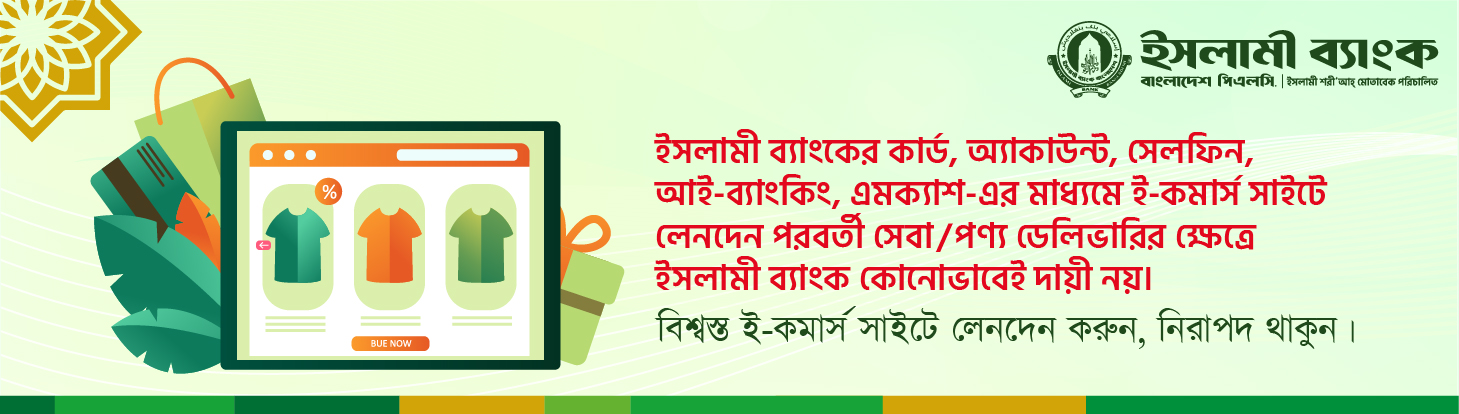 ইসলামী ব্যাংক
বাংলাদেশ পিএলসি. | ইসলামী শরী'আহ্ মোতাবেক পরিচালিত
ইসলামী ব্যাংকের কার্ড, অ্যাকাউন্ট, সেলফিন,
আই-ব্যাংকিং, এমক্যাশ-এর মাধ্যমে ই-কমার্স সাইটে
লেনদেন পরবর্তী সেবা/পণ্য ডেলিভারির ক্ষেত্রে
ইসলামী ব্যাংক কোনোভাবেই দায়ী নয়।
বিশ্বস্ত ই-কমার্স সাইটে লেনদেন করুন, নিরাপদ থাকুন।
%
BUE NOW